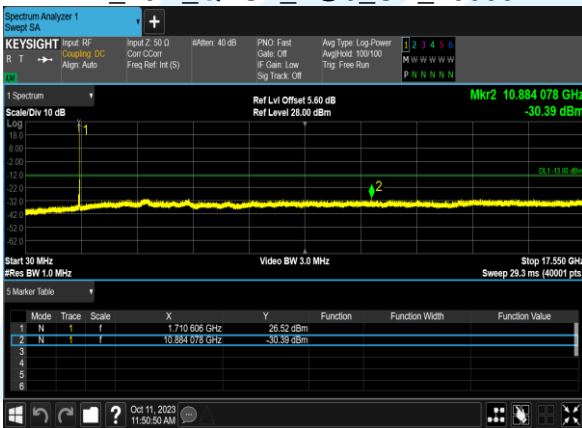 Spectrum Analyzer 1
Swept SA
KEYSIGHT
R T
LW
Input: RF
Coupling: DC
Align: Auto
Input Z: 50 Ω
Corr CCorr
Freq Ref: Int (S)
#Atten: 40 dB
PNO: Fast
Gate: Off
IF Gain: Low
Sig Track: Off
Avg Type: Log-Power
Avg|Hold: 100/100
Trig: Free Run
1 2 3 4 5 6
M W W W W W
P N N N N N
1 Spectrum
Scale/Div 10 dB
Ref Lvl Offset 5.60 dB
Ref Level 28.00 dBm
Mkr2 10.884 078 GHz
-30.39 dBm
Log
18.0
8.00
-2.00
-12.0
-22.0
-32.0
-42.0
-52.0
-62.0
1
2
DL1 -13.00 dBm
Start 30 MHz
#Res BW 1.0 MHz
Video BW 3.0 MHz
Stop 17.550 GHz
Sweep 29.3 ms (40001 pts
5 Marker Table
Mode Trace Scale X Y Function Function Width Function Value
1 N 1 f 1.710 606 GHz 26.52 dBm
2 N 1 f 10.884 078 GHz -30.39 dBm
3
4
5
6
?
Oct 11, 2023
11:50:50 AM